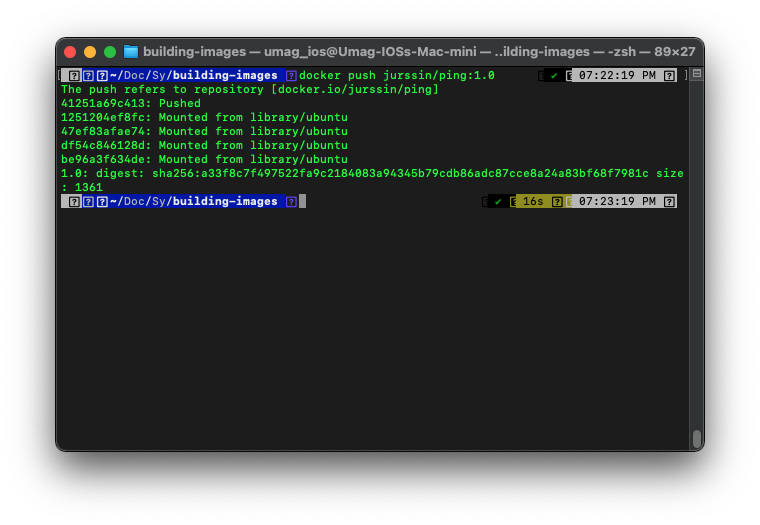 building-images — umag_ios@Umag-IOSs-Mac-mini — ..ilding-images — -zsh — 89×27
[ ~/Doc/Sy/building-images docker push jurssin/ping:1.0 ✔ 07:22:19 PM ]
The push refers to repository [docker.io/jurssin/ping]
41251a69c413: Pushed
1251204ef8fc: Mounted from library/ubuntu
47ef83afae74: Mounted from library/ubuntu
df54c846128d: Mounted from library/ubuntu
be96a3f634de: Mounted from library/ubuntu
1.0: digest: sha256:a33f8c7f497522fa9c2184083a94345b79cdb86adc87cce8a24a83bf68f7981c size
: 1361
~/Doc/Sy/building-images ✔ 16s 07:23:19 PM